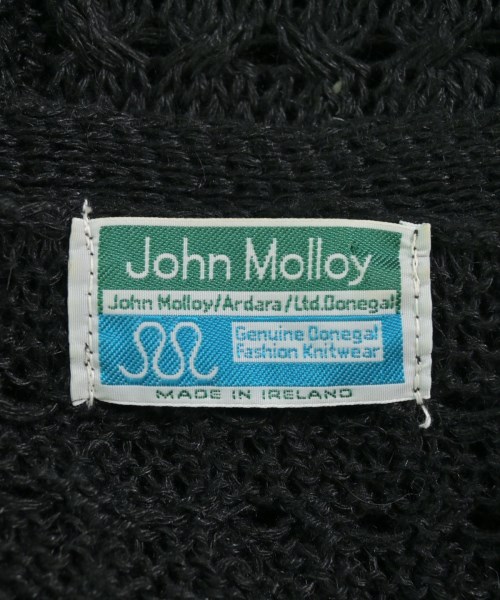 John Molloy
John Molloy/Ardara/Ltd.Donegal
Genuine Donegal
Fashion Knitwear
MADE IN IRELAND